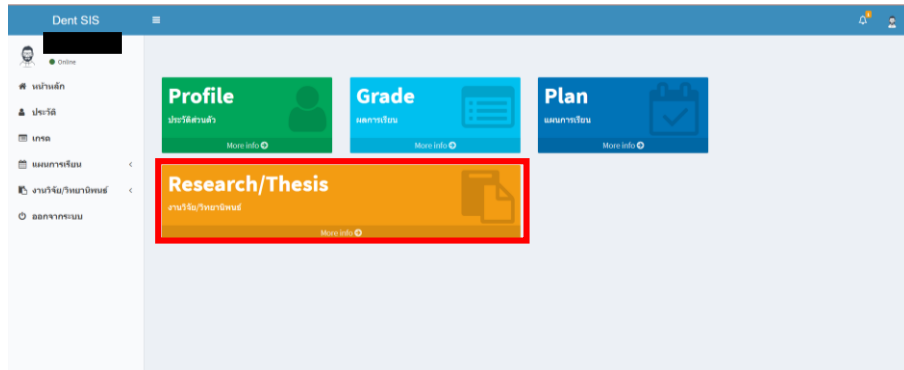 Dent SIS
Online
หน้าหลัก
ประวัติ
เกรด
แผนการเรียน
งานวิจัย/วิทยานิพนธ์
ออกจากระบบ
Profile
ประวัติส่วนตัว
More info
Grade
ผลการเรียน
More info
Plan
แผนการเรียน
More info
Research/Thesis
งานวิจัย/วิทยานิพนธ์
More info